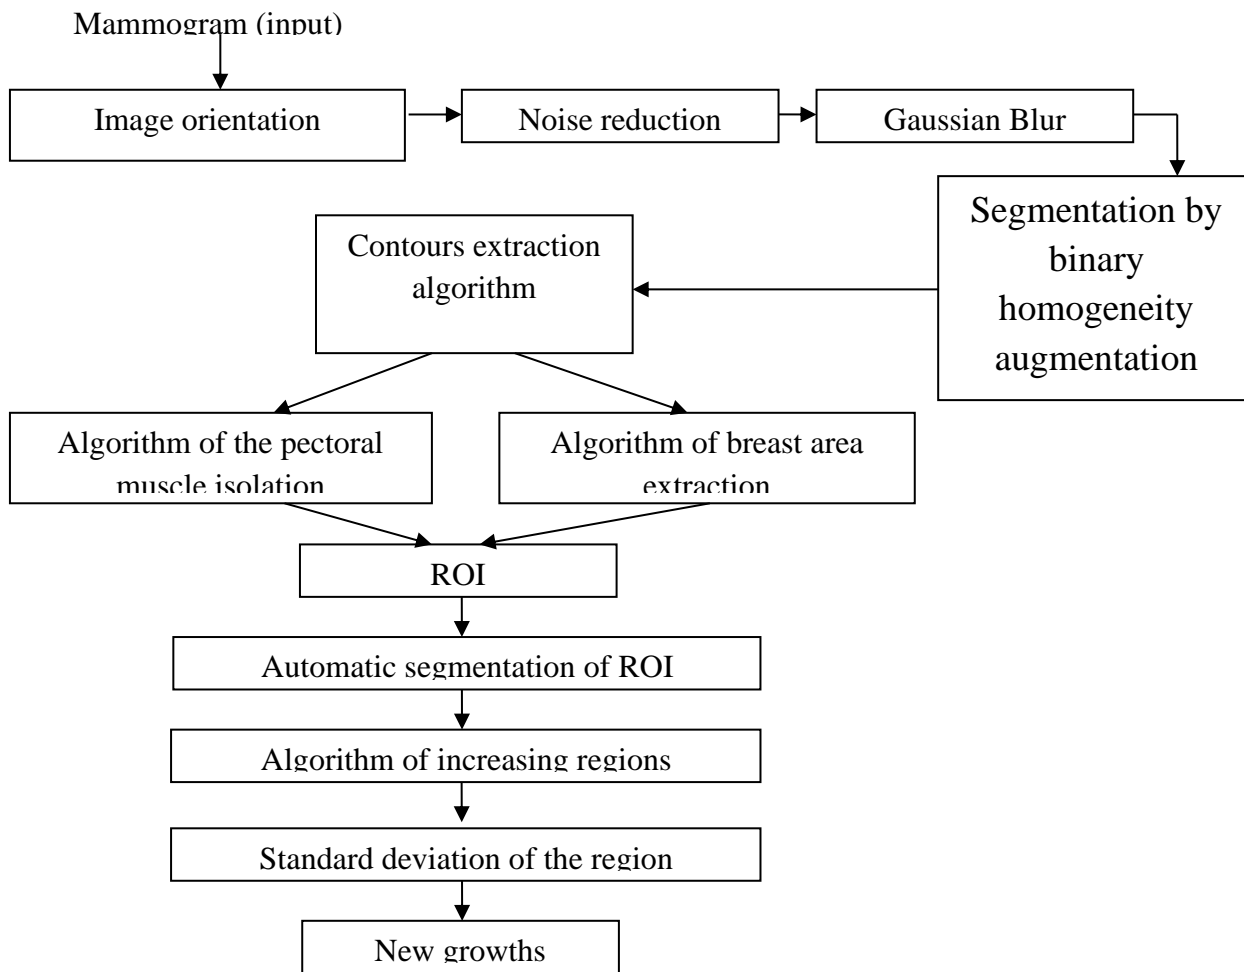 Mammogram (input)
Image orientation
Noise reduction
Gaussian Blur
Segmentation by
binary
homogeneity
augmentation
Contours extraction
algorithm
Algorithm of the pectoral
muscle isolation
Algorithm of breast area
extraction
ROI
Automatic segmentation of ROI
Algorithm of increasing regions
Standard deviation of the region
New growths